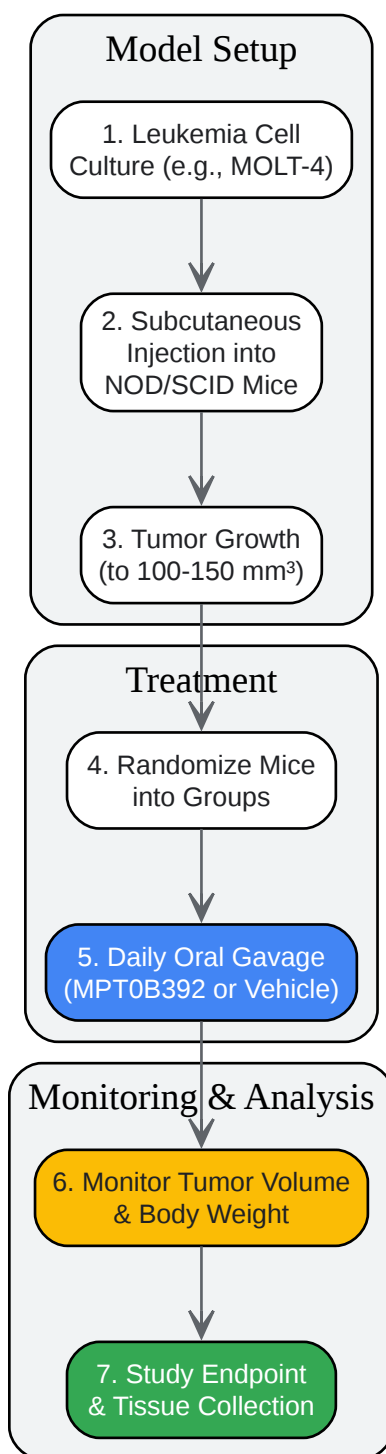 Model Setup
1. Leukemia Cell
Culture (e.g., MOLT-4)
2. Subcutaneous
Injection into
NOD/SCID Mice
3. Tumor Growth
(to 100-150 mm³)
Treatment
4. Randomize Mice
into Groups
5. Daily Oral Gavage
(MPT0B392 or Vehicle)
Monitoring & Analysis
6. Monitor Tumor Volume
& Body Weight
7. Study Endpoint
& Tissue Collection